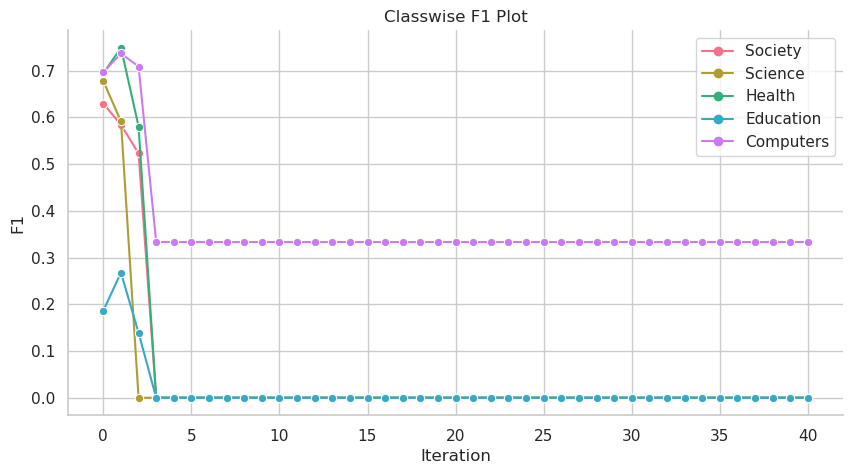 Classwise F1 Plot
Society
Science
Health
Education
Computers
F1
0.7
0.6
0.5
0.4
0.3
0.2
0.1
0.0
0 5 10 15 20 25 30 35 40
Iteration